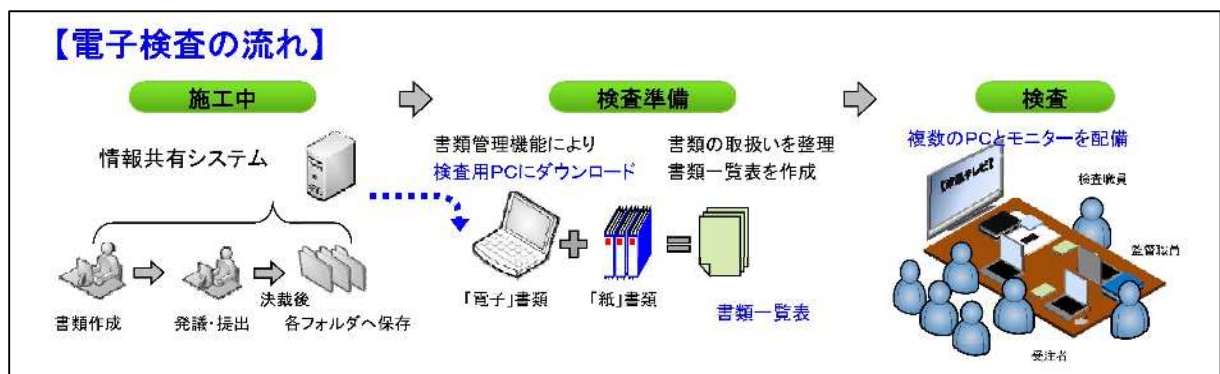 【電子検査の流れ】
施工中
情報共有システム
書類作成
発議・提出
決裁後
各フォルダへ保存
検査準備
書類管理機能により
検査用PCにダウンロード
書類の取扱いを整理
書類一覧表を作成
「電子」書類
「紙」書類
書類一覧表
検査
複数のPCとモニターを配備
検査職員
監督職員
受注者